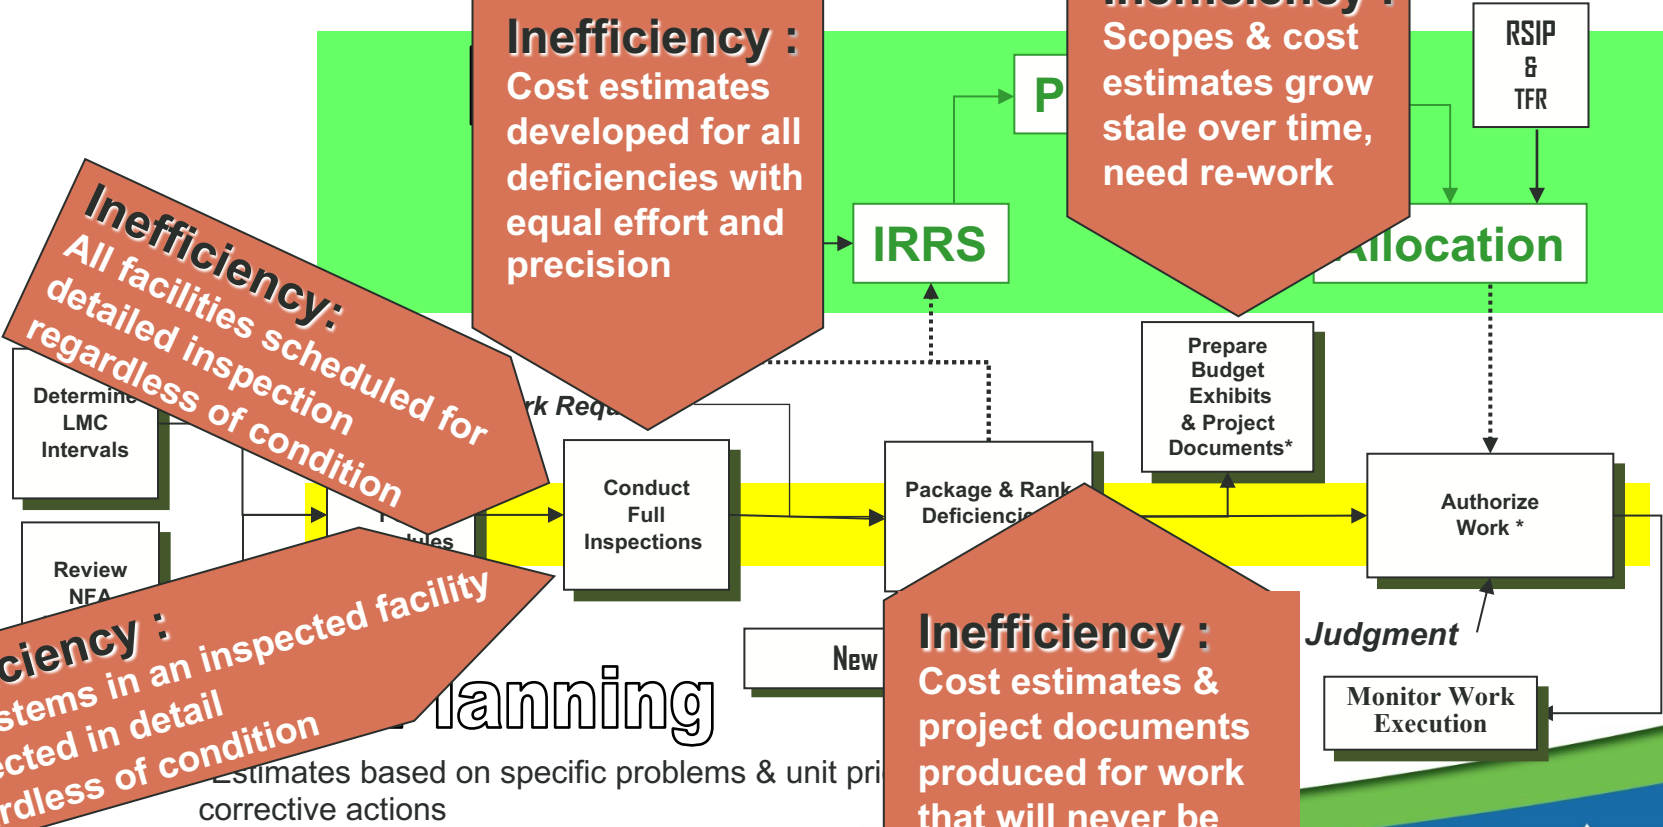 Inefficiency :
Cost estimates
developed for all
deficiencies with
equal effort and
precision
Scopes & cost
estimates grow
stale over time,
need re-work
RSIP
&
TFR
P
IRRS
llocation
Inefficiency:
All facilities scheduled for
detailed inspection
regardless of condition
Determine
LMC
Intervals
rk Requ
Prepare
Budget
Exhibits
& Project
Documents*
Conduct
Full
Inspections
Package & Rank
Deficiencie
Authorize
Work *
Review
NFA
ules
ciency :
stems in an inspected facility
ected in detail
rdless of condition
New
lanning
Inefficiency :
Cost estimates &
project documents
produced for work
that will never be
Judgment
Monitor Work
Execution
Estimates based on specific problems & unit pri
corrective actions